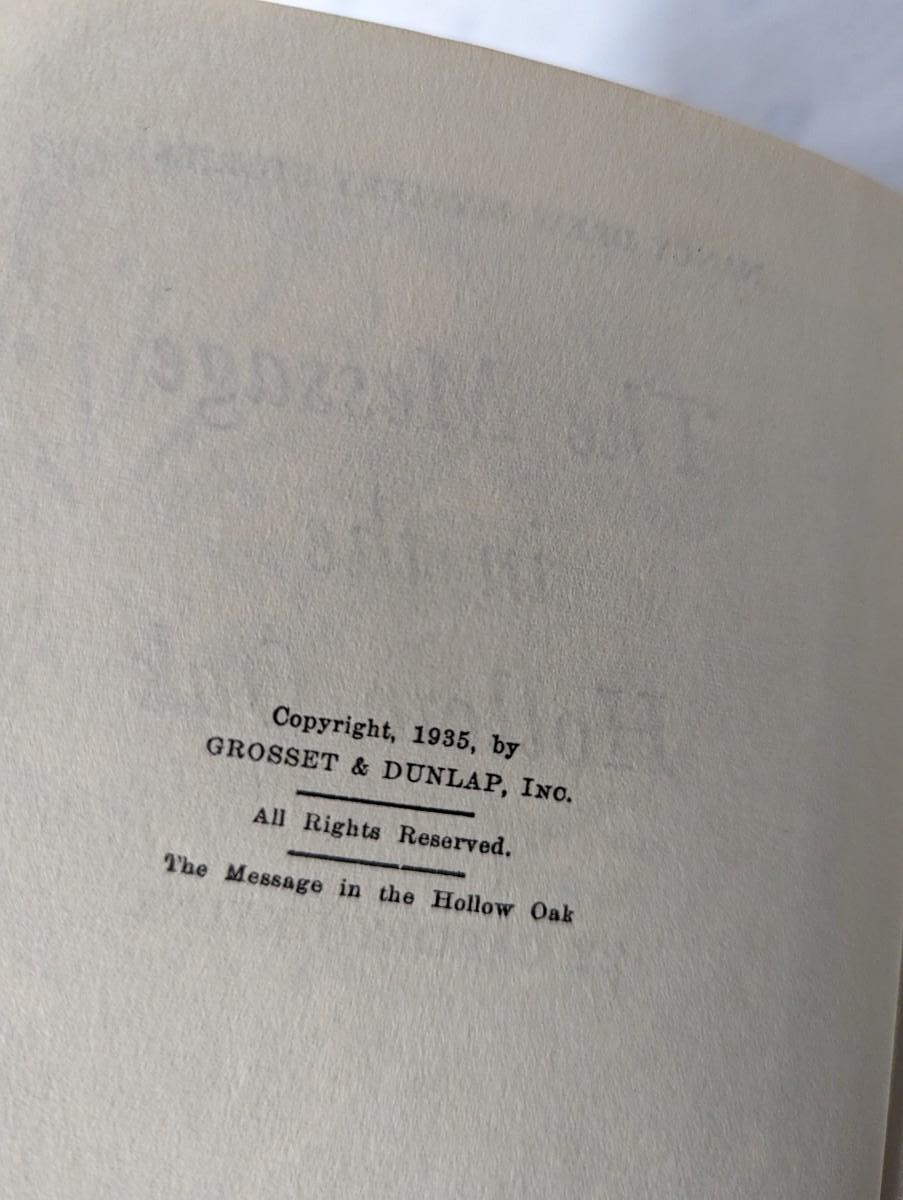 Copyright, 1935, by
GROSSET & DUNLAP, INC.
All Rights Reserved.
The Message in the Hollow Oak